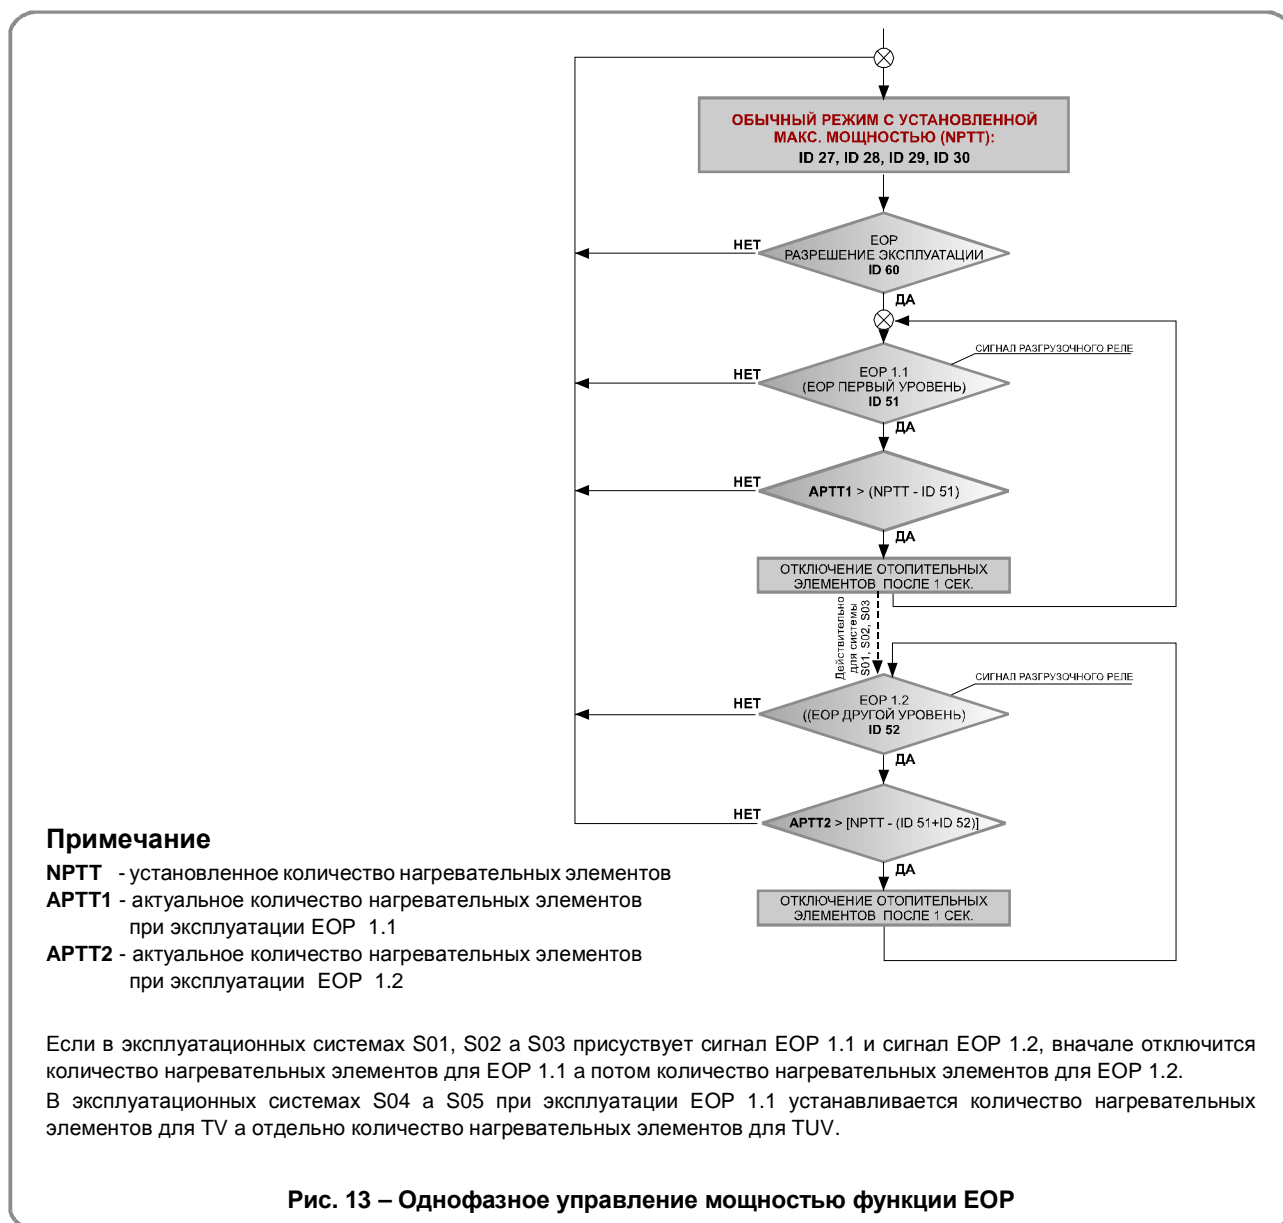 ОБЫЧНЫЙ РЕЖИМ С УСТАНОВЛЕННОЙ
МАКС. МОЩНОСТЬЮ (NPTT):
ID 27, ID 28, ID 29, ID 30
НЕТ
EOP
РАЗРЕШЕНИЕ ЭКСПЛУАТАЦИИ
ID 60
ДА
СИГНАЛ РАЗГРУЗОЧНОГО РЕЛЕ
НЕТ
EOP 1.1
(EOP ПЕРВЫЙ УРОВЕНЬ)
ID 51
ДА
НЕТ
APTT1 > (NPTT - ID 51)
ДА
ОТКЛЮЧЕНИЕ ОТОПИТЕЛЬНЫХ
ЭЛЕМЕНТОВ ПОСЛЕ 1 СЕК.
Действительно
для системы
S01, S02, S03
СИГНАЛ РАЗГРУЗОЧНОГО РЕЛЕ
НЕТ
EOP 1.2
((EOP ДРУГОЙ УРОВЕНЬ)
ID 52
ДА
НЕТ
APTT2 > [NPTT - (ID 51+ID 52)]
ДА
ОТКЛЮЧЕНИЕ ОТОПИТЕЛЬНЫХ
ЭЛЕМЕНТОВ ПОСЛЕ 1 СЕК.
Примечание
NPTT - установленное количество нагревательных элементов
APTT1 - актуальное количество нагревательных элементов
при эксплуатации EOP 1.1
APTT2 - актуальное количество нагревательных элементов
при эксплуатации EOP 1.2
Если в эксплуатационных системах S01, S02 а S03 присуствует сигнал EOP 1.1 и сигнал EOP 1.2, вначале отключится
количество нагревательных элементов для EOP 1.1 а потом количество нагревательных элементов для EOP 1.2.
В эксплуатационных системах S04 а S05 при эксплуатации EOP 1.1 устанавливается количество нагревательных
элементов для TV а отдельно количество нагревательных элементов для TUV.
Рис. 13 – Однофазное управление мощностью функции EOP